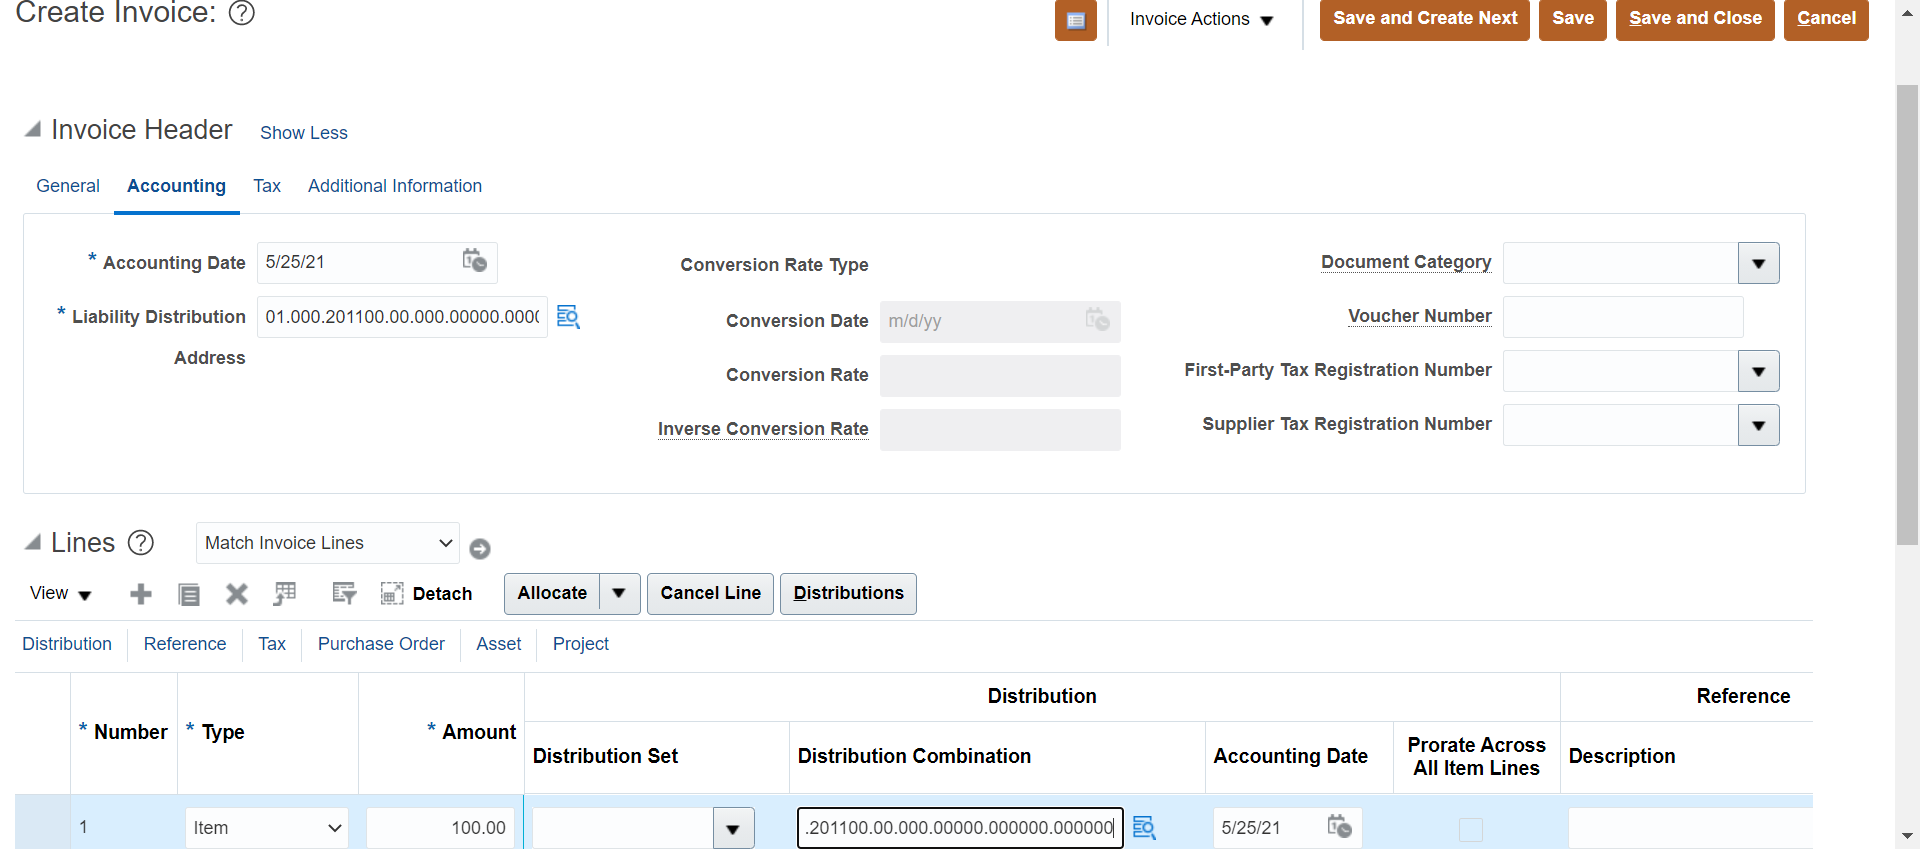 Create Invoice: ?
Invoice Actions
Save and Create Next
Save
Save and Close
Cancel
Invoice Header
Show Less
General
Accounting
Tax
Additional Information
* Accounting Date 5/25/21
* Liability Distribution 01.000.201100.00.000.00000.000
Address
Conversion Rate Type
Conversion Date m/d/yy
Conversion Rate
Inverse Conversion Rate
Document Category
Voucher Number
First-Party Tax Registration Number
Supplier Tax Registration Number
Lines ?
Match Invoice Lines
View
Detach
Allocate
Cancel Line
Distributions
Distribution
Reference
Tax
Purchase Order
Asset
Project
Distribution
Reference
* Number
* Type
* Amount
Distribution Set
Distribution Combination
Accounting Date
Prorate Across
All Item Lines
Description
1
Item
100.00
.201100.00.000.00000.000000.000000
5/25/21